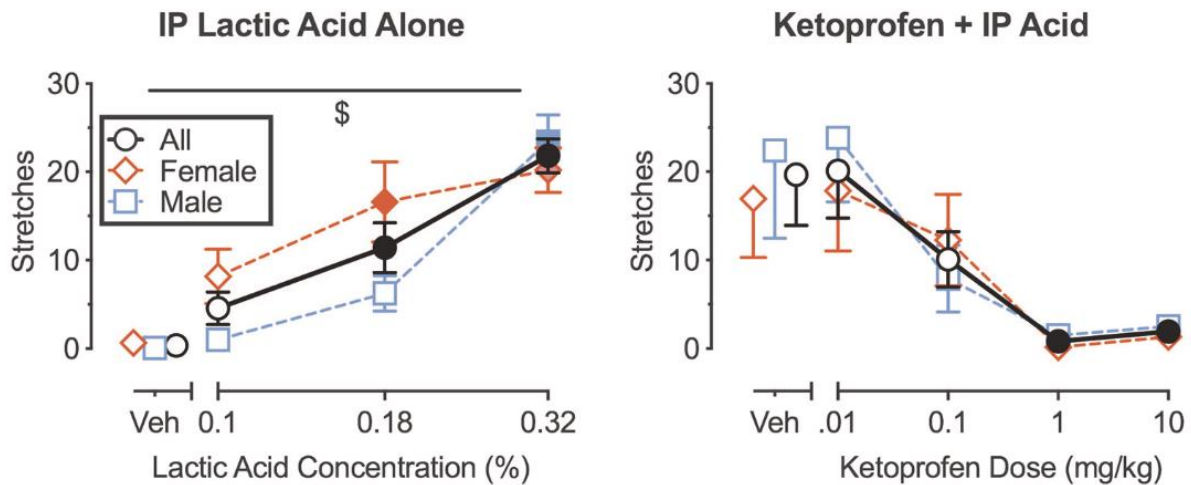 IP Lactic Acid Alone
30
20
10
0
Stretches
$
All
Female
Male
Veh 0.1 0.18 0.32
Lactic Acid Concentration (%)
Ketoprofen + IP Acid
30
20
10
0
Stretches
Veh .01 0.1 1 10
Ketoprofen Dose (mg/kg)